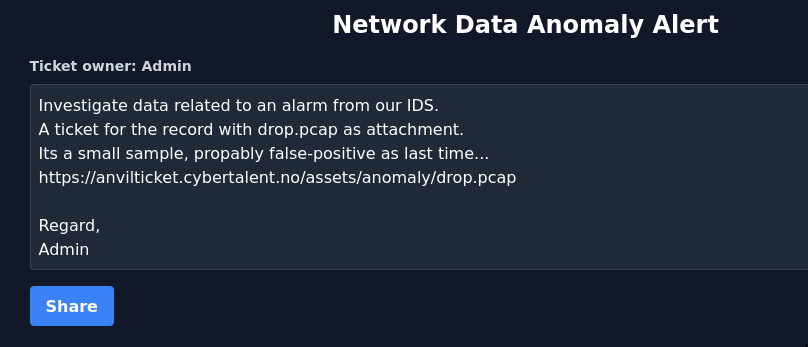 Network Data Anomaly Alert
Ticket owner: Admin
Investigate data related to an alarm from our IDS.
A ticket for the record with drop.pcap as attachment.
Its a small sample, propably false-positive as last time...
https://anvilticket.cybertalent.no/assets/anomaly/drop.pcap
Regard,
Admin
Share